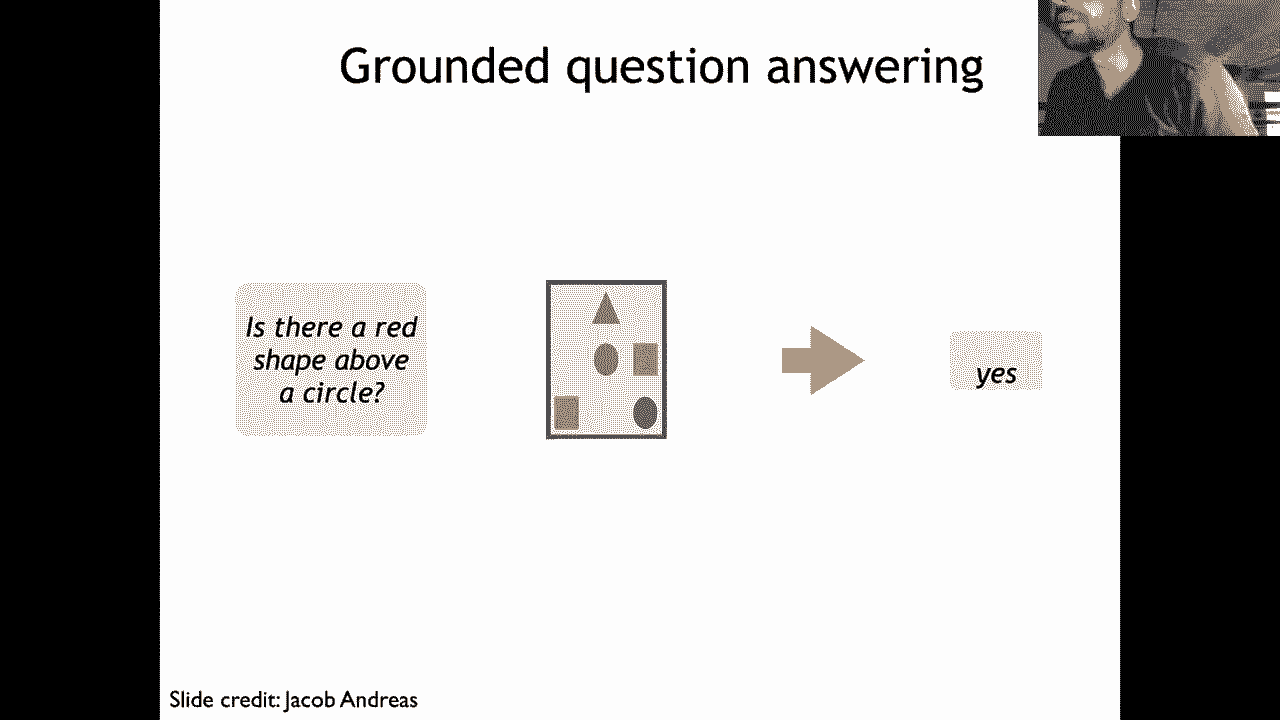 Grounded question answering
Is there a red
shape above
a circle?
yes
Slide credit: Jacob Andreas